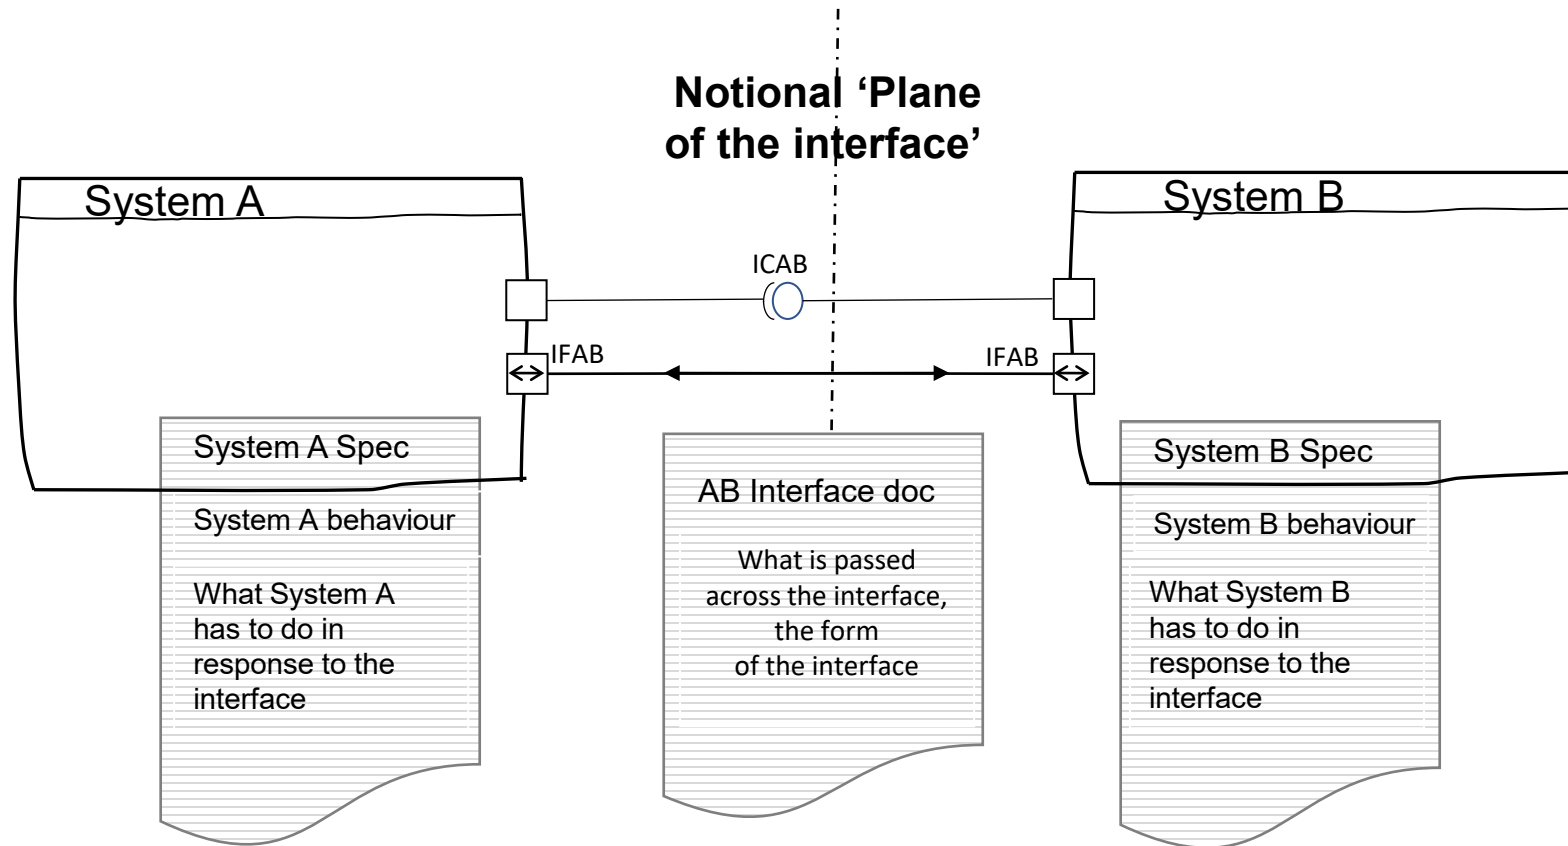 Notional ‘Plane
of the interface’
System A
System B
ICAB
IFAB
IFAB
System A Spec
System A behaviour
What System A
has to do in
response to the
interface
AB Interface doc
What is passed
across the interface,
the form
of the interface
System B Spec
System B behaviour
What System B
has to do in
response to the
interface